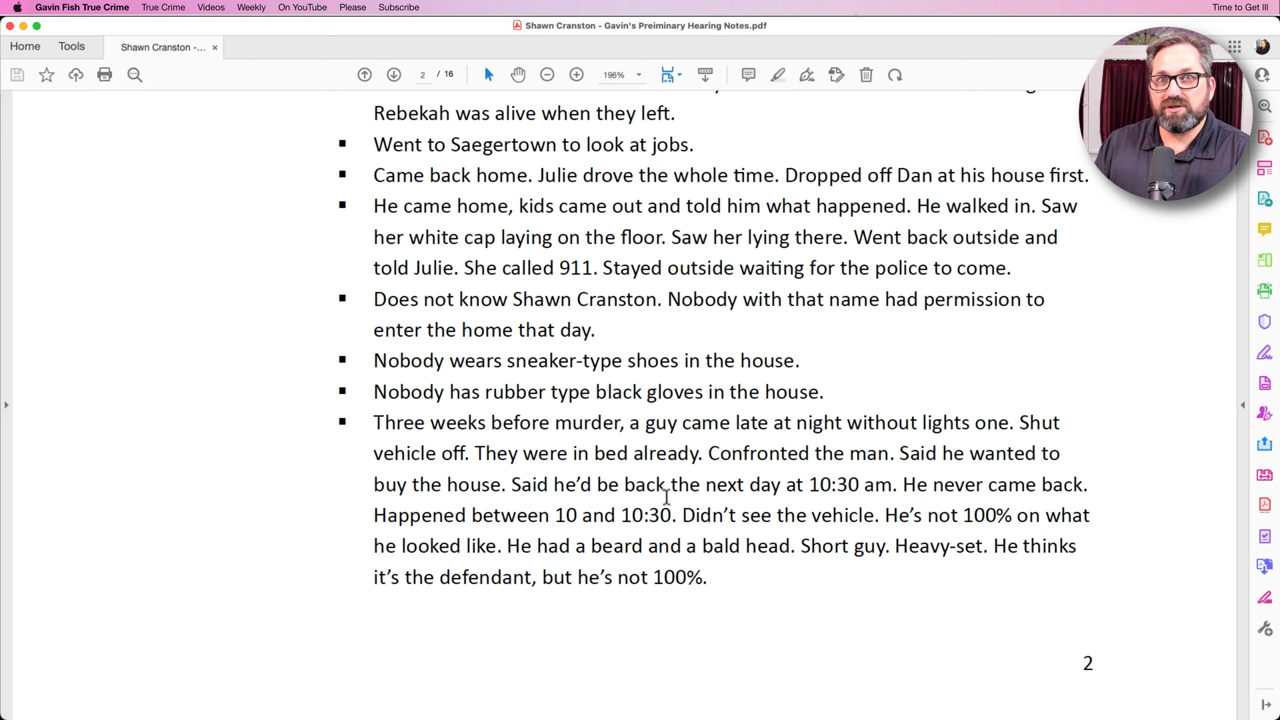 Gavin Fish True Crime True Crime Videos Weekly On YouTube Please Subscribe Time to Get Ill
Shawn Cranston - Gavin's Preiminary Hearing Notes.pdf
Home Tools Shawn Cranston -... ×
2 / 16 196%
Rebekah was alive when they left.
▪ Went to Saegertown to look at jobs.
▪ Came back home. Julie drove the whole time. Dropped off Dan at his house first.
▪ He came home, kids came out and told him what happened. He walked in. Saw
her white cap laying on the floor. Saw her lying there. Went back outside and
told Julie. She called 911. Stayed outside waiting for the police to come.
▪ Does not know Shawn Cranston. Nobody with that name had permission to
enter the home that day.
▪ Nobody wears sneaker-type shoes in the house.
▪ Nobody has rubber type black gloves in the house.
▪ Three weeks before murder, a guy came late at night without lights one. Shut
vehicle off. They were in bed already. Confronted the man. Said he wanted to
buy the house. Said he'd be back the next day at 10:30 am. He never came back.
Happened between 10 and 10:30. Didn't see the vehicle. He's not 100% on what
he looked like. He had a beard and a bald head. Short guy. Heavy-set. He thinks
it's the defendant, but he's not 100%.
2